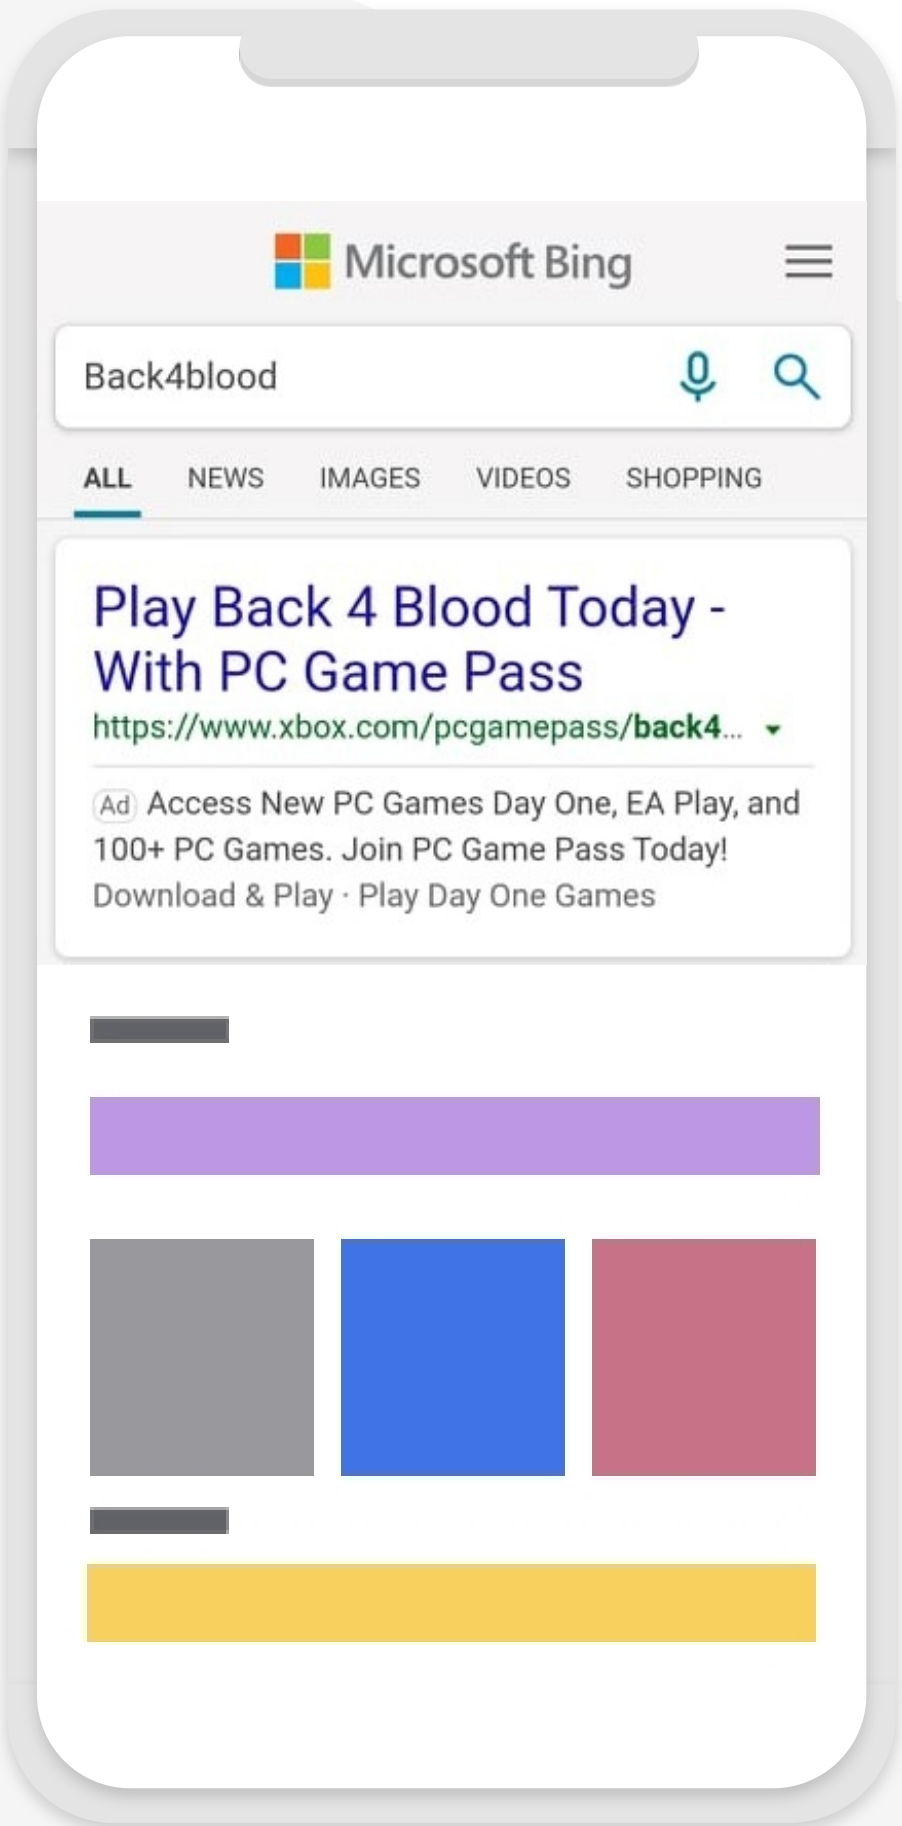 Microsoft Bing
Back4blood
ALL NEWS IMAGES VIDEOS SHOPPING
Play Back 4 Blood Today -
With PC Game Pass
https://www.xbox.com/pcgamepass/back4...
Ad Access New PC Games Day One, EA Play, and
100+ PC Games. Join PC Game Pass Today!
Download & Play · Play Day One Games